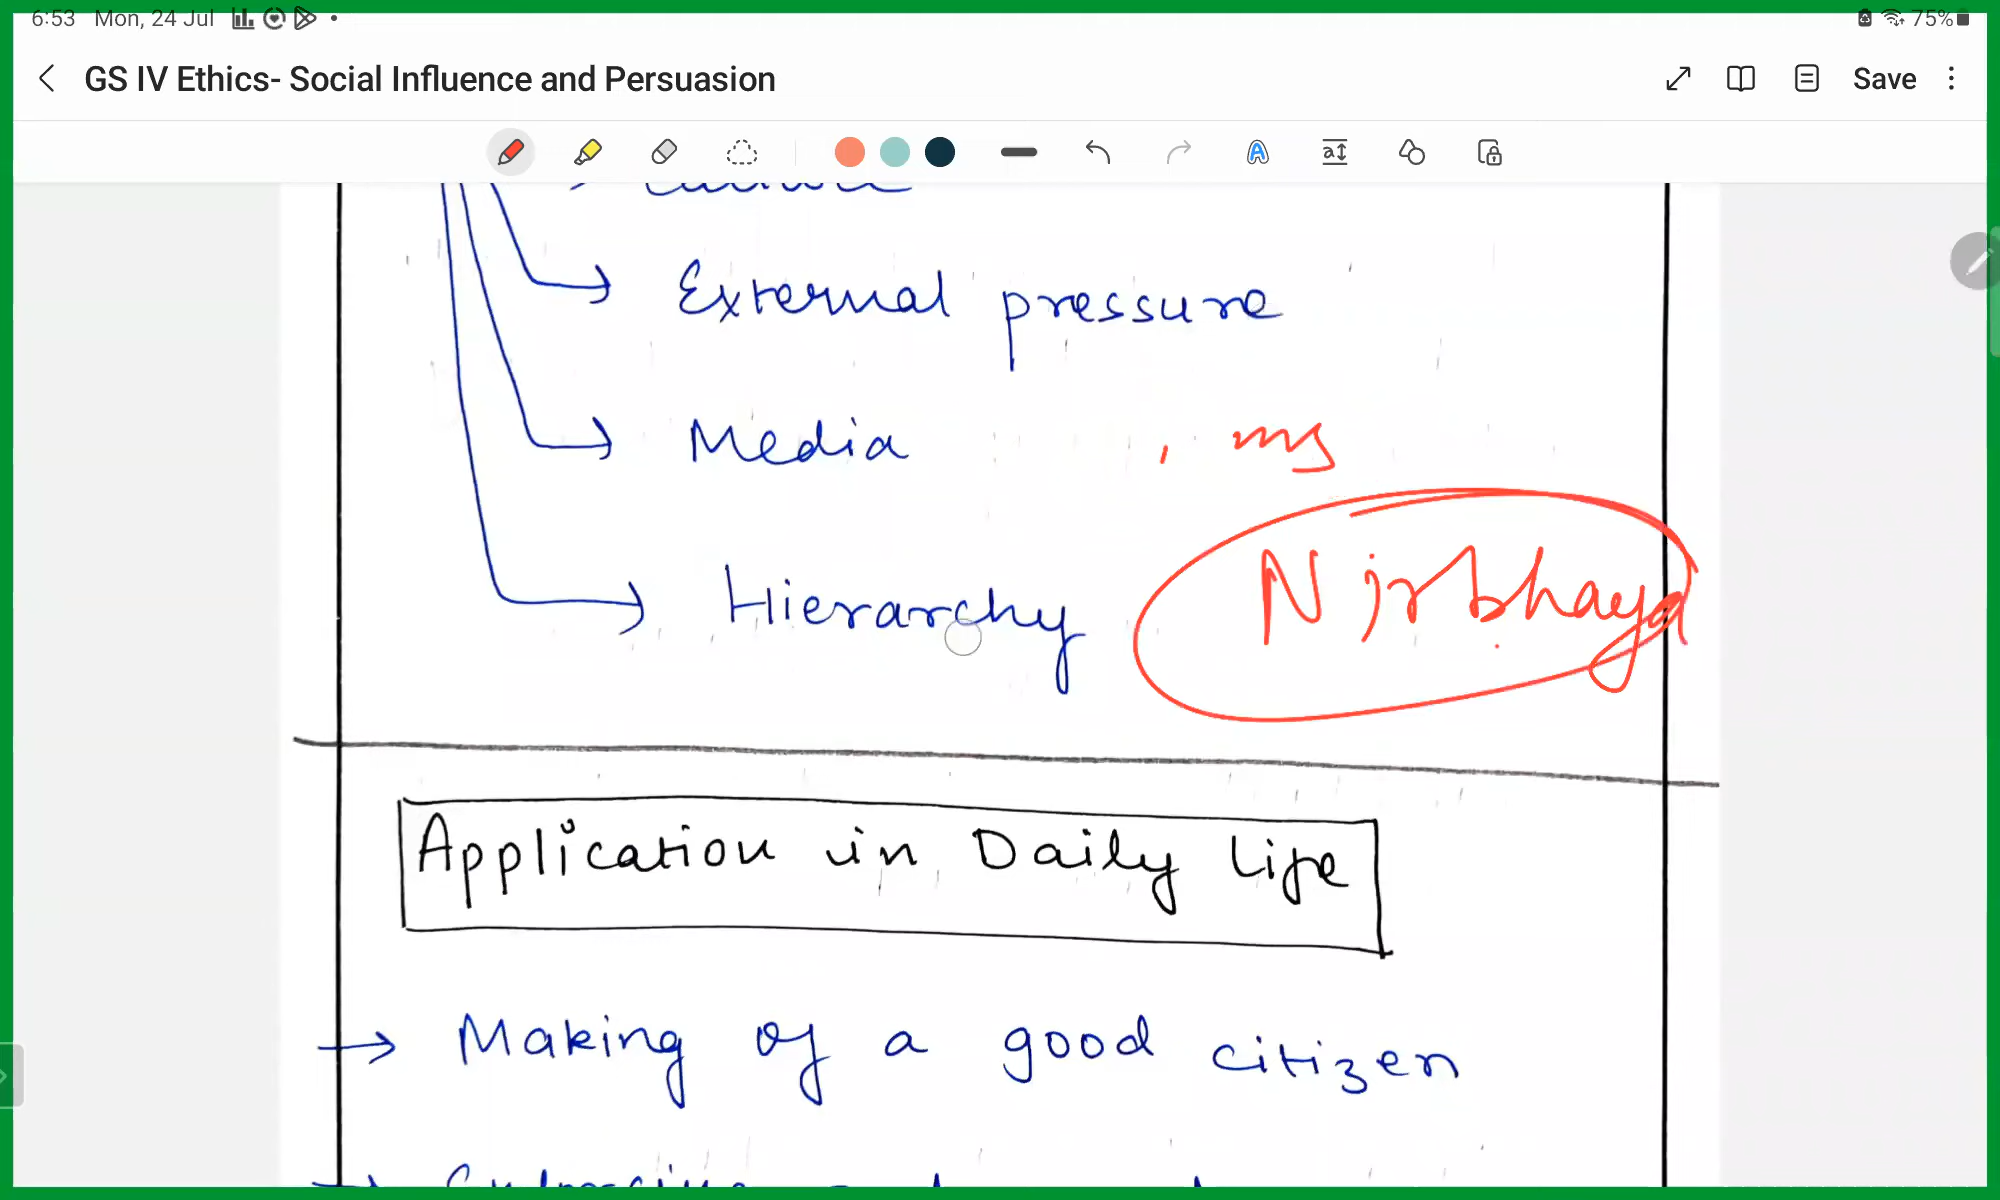 6:53 Mon, 24 Jul 75%
GS IV Ethics- Social Influence and Persuasion Save
External pressure
Media
Hierarchy Nirbhaya
Application in Daily Life
→ Making of a good citizen